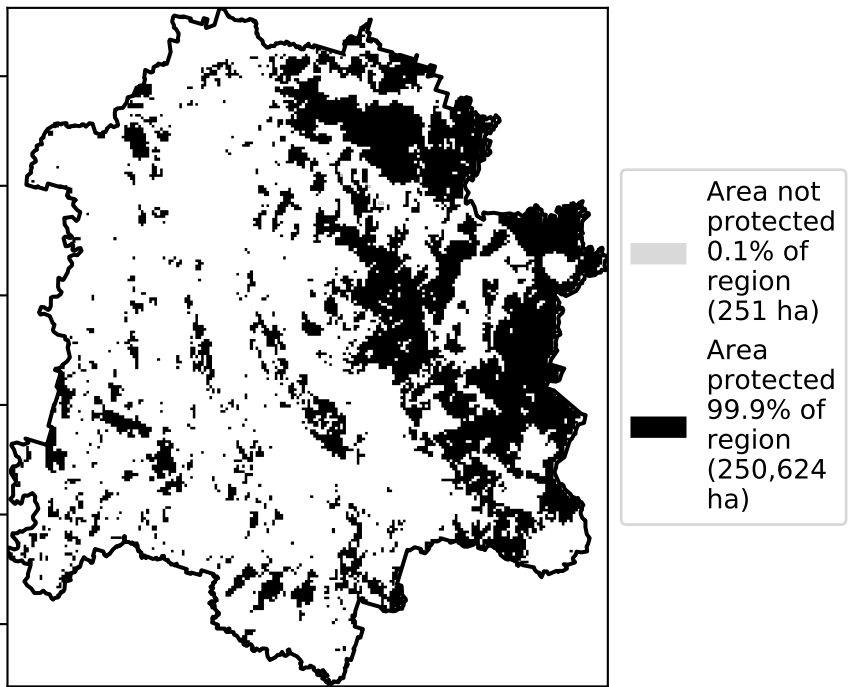 Area not
protected
0.1% of
region
(251 ha)
Area
protected
99.9% of
region
(250,624
ha)